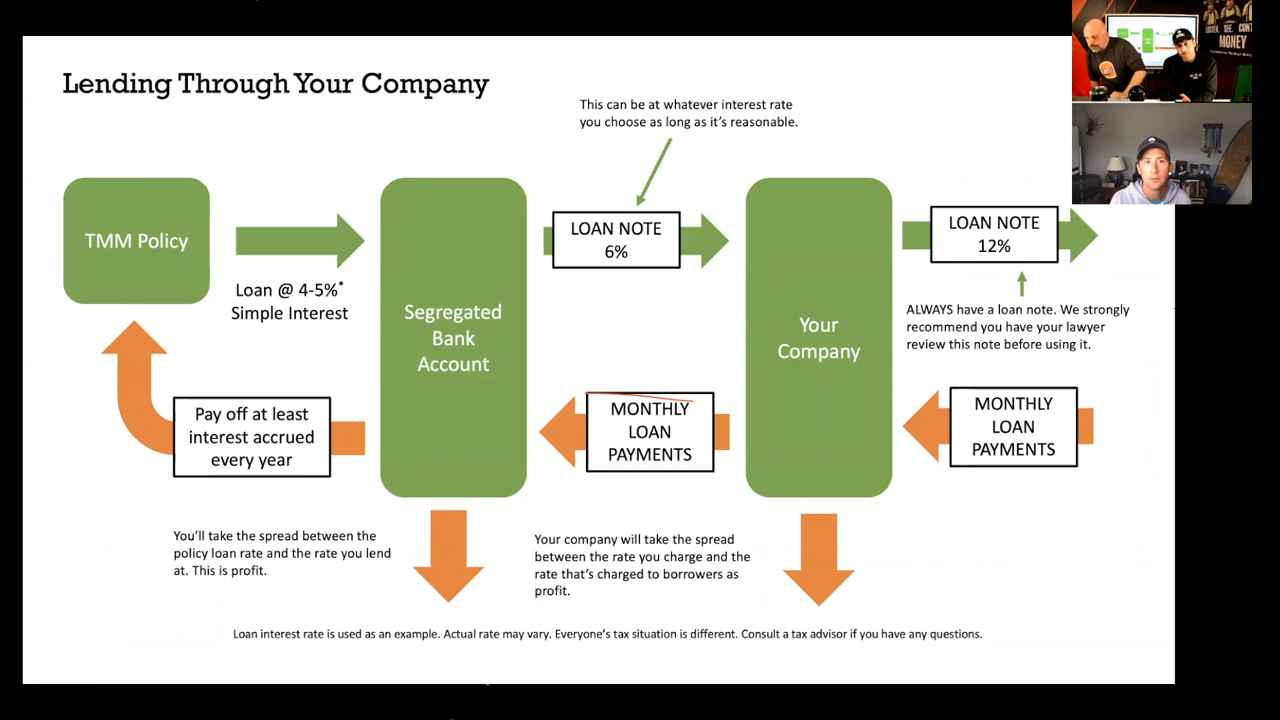 Lending Through Your Company
This can be at whatever interest rate
you choose as long as it's reasonable.
TMM Policy
Loan @ 4-5%*
Simple Interest
Segregated
Bank
Account
LOAN NOTE
6%
Your
Company
LOAN NOTE
12%
ALWAYS have a loan note. We strongly
recommend you have your lawyer
review this note before using it.
Pay off at least
interest accrued
every year
MONTHLY
LOAN
PAYMENTS
MONTHLY
LOAN
PAYMENTS
You'll take the spread between the
policy loan rate and the rate you lend
at. This is profit.
Your company will take the spread
between the rate you charge and the
rate that's charged to borrowers as
profit.
Loan interest rate is used as an example. Actual rate may vary. Everyone's tax situation is different. Consult a tax advisor if you have any questions.
MONEY